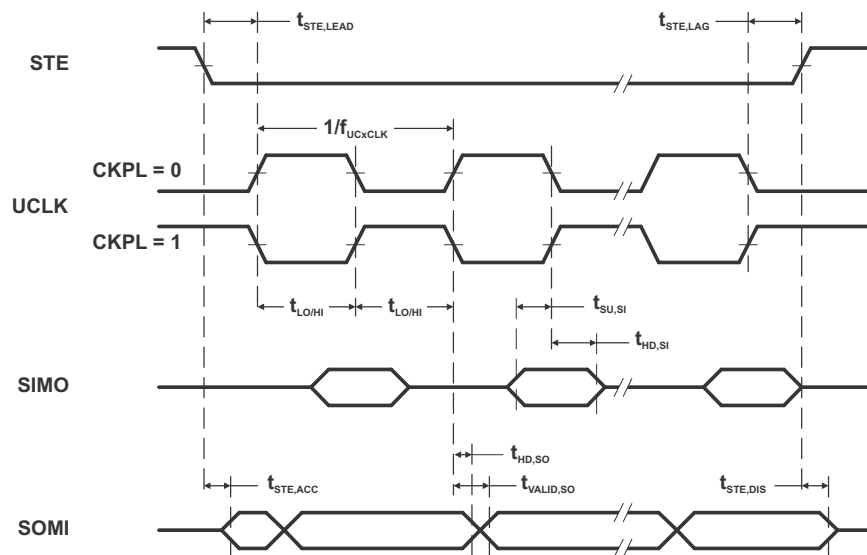 tSTE,LEAD
tSTE,LAG
STE
1/fUCxCLK
CKPL = 0
UCLK
CKPL = 1
tLO/HI
tLO/HI
tSU,SI
tHD,SI
SIMO
tHD,SO
tSTE,ACC
tVALID,SO
tSTE,DIS
SOMI